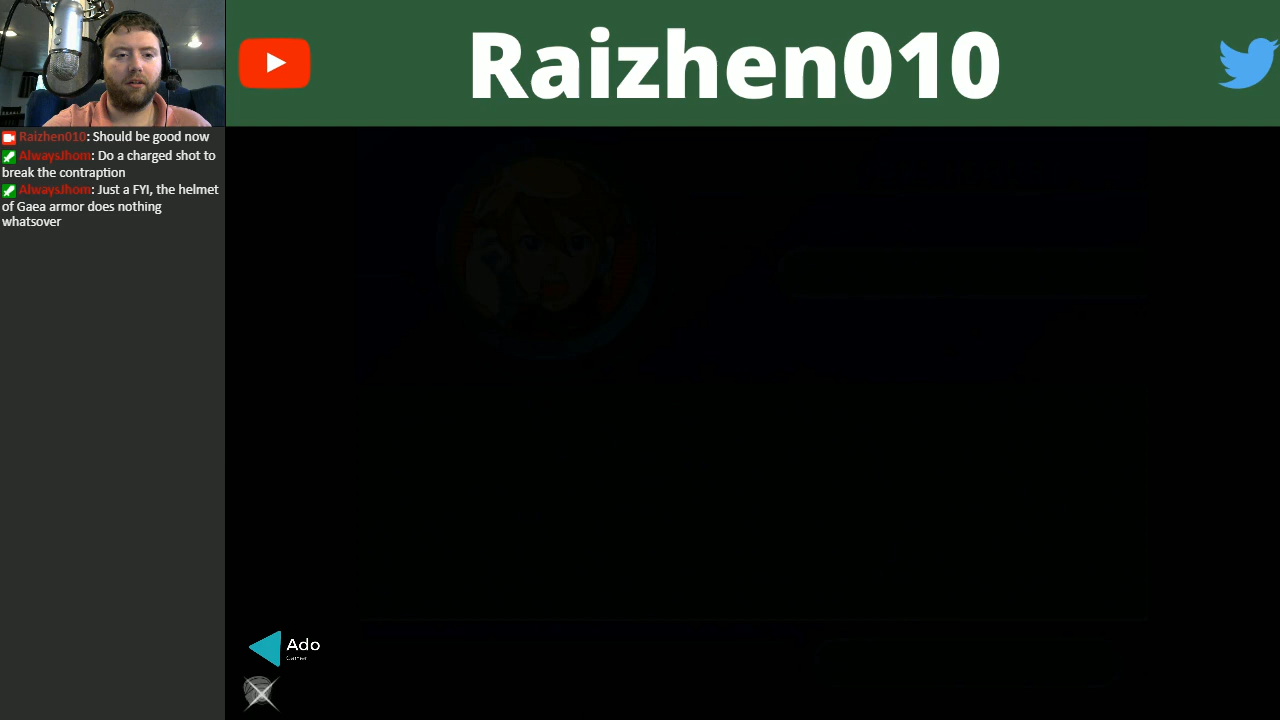 Raizhen010
Raizhen010: Should be good now
AlwaysJhom: Do a charged shot to
break the contraption
AlwaysJhom: Just a FYI, the helmet
of Gaea armor does nothing
whatsover
Ado